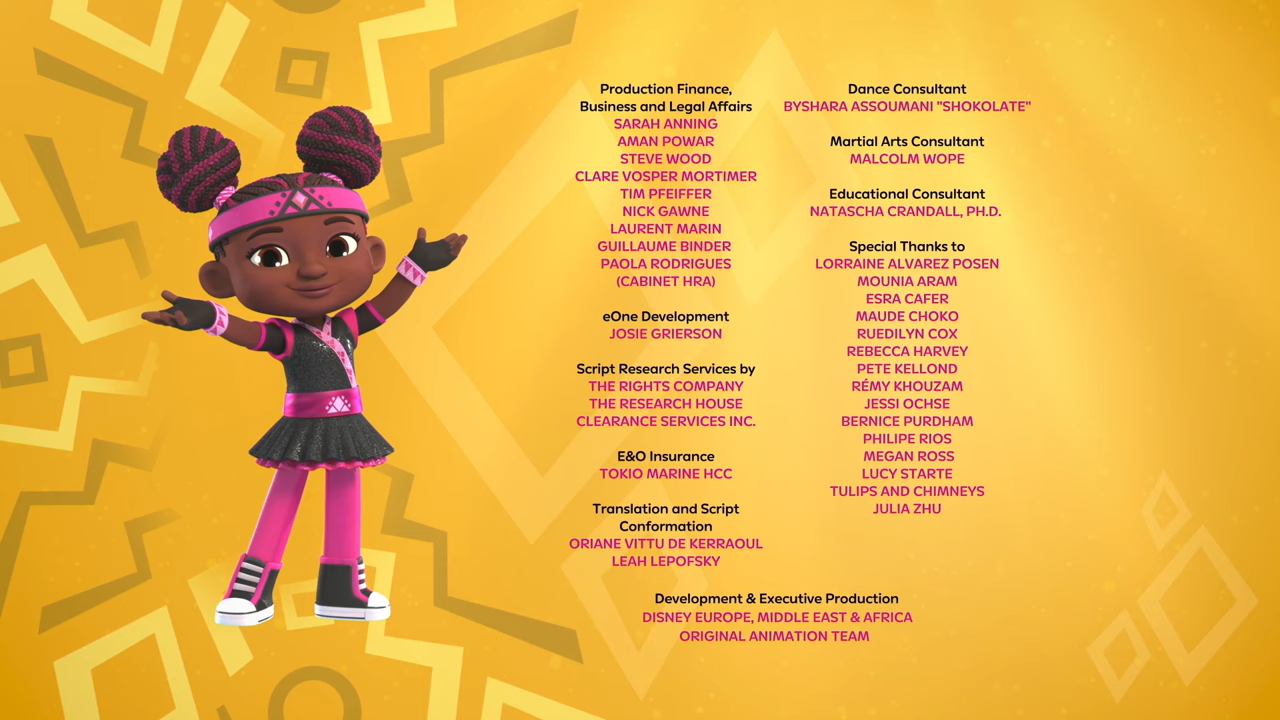 Production Finance,
Business and Legal Affairs
SARAH ANNING
AMAN POWAR
STEVE WOOD
CLARE VOSPER MORTIMER
TIM PFEIFFER
NICK GAWNE
LAURENT MARIN
GUILLAUME BINDER
PAOLA RODRIGUES
(CABINET HRA)
eOne Development
JOSIE GRIERSON
Script Research Services by
THE RIGHTS COMPANY
THE RESEARCH HOUSE
CLEARANCE SERVICES INC.
E&O Insurance
TOKIO MARINE HCC
Translation and Script
Conformation
ORIANE VITTU DE KERRAOUL
LEAH LEPOFSKY
Dance Consultant
BYSHARA ASSOUMANI "SHOKOLATE"
Martial Arts Consultant
MALCOLM WOPE
Educational Consultant
NATASCHA CRANDALL, PH.D.
Special Thanks to
LORRAINE ALVAREZ POSEN
MOUNIA ARAM
ESRA CAFER
MAUDE CHOKO
RUEDILYN COX
REBECCA HARVEY
PETE KELLOND
RÉMY KHOUZAM
JESSI OCHSE
BERNICE PURDHAM
PHILIPE RIOS
MEGAN ROSS
LUCY STARTE
TULIPS AND CHIMNEYS
JULIA ZHU
Development & Executive Production
DISNEY EUROPE, MIDDLE EAST & AFRICA
ORIGINAL ANIMATION TEAM